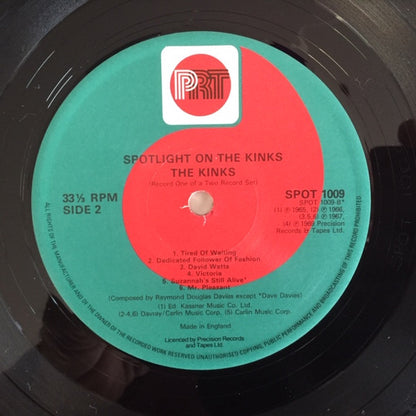 PRT
SPOTLIGHT ON THE KINKS
THE KINKS
(Record One of a Two Record Set)
33⅓ RPM
SIDE 2
SPOT 1009
SPOT 1009-B*
(1) ℗ 1965, (2) ℗ 1966,
(3,5,6) ℗ 1967,
(4) ℗ 1969 Precision
Records & Tapes Ltd.
1. Tired Of Waiting
2. Dedicated Follower Of Fashion
3. David Watts
4. Victoria
5. Suzannah's Still Alive*
6. Mr. Pleasant
(Composed by Raymond Douglas Davies except *Dave Davies)
(1) Ed. Kassner Music Co. Ltd.
(2-4,6) Davray/Carlin Music Corp. (5) Carlin Music Corp.
Made in England
Licenced by Precision Records
and Tapes Ltd.
ALL RIGHTS OF THE MANUFACTURER AND OF THE OWNER OF THE RECORDED WORK RESERVED UNAUTHORISED COPYING, PUBLIC PERFORMANCE AND BROADCASTING OF THIS RECORD PROHIBITED